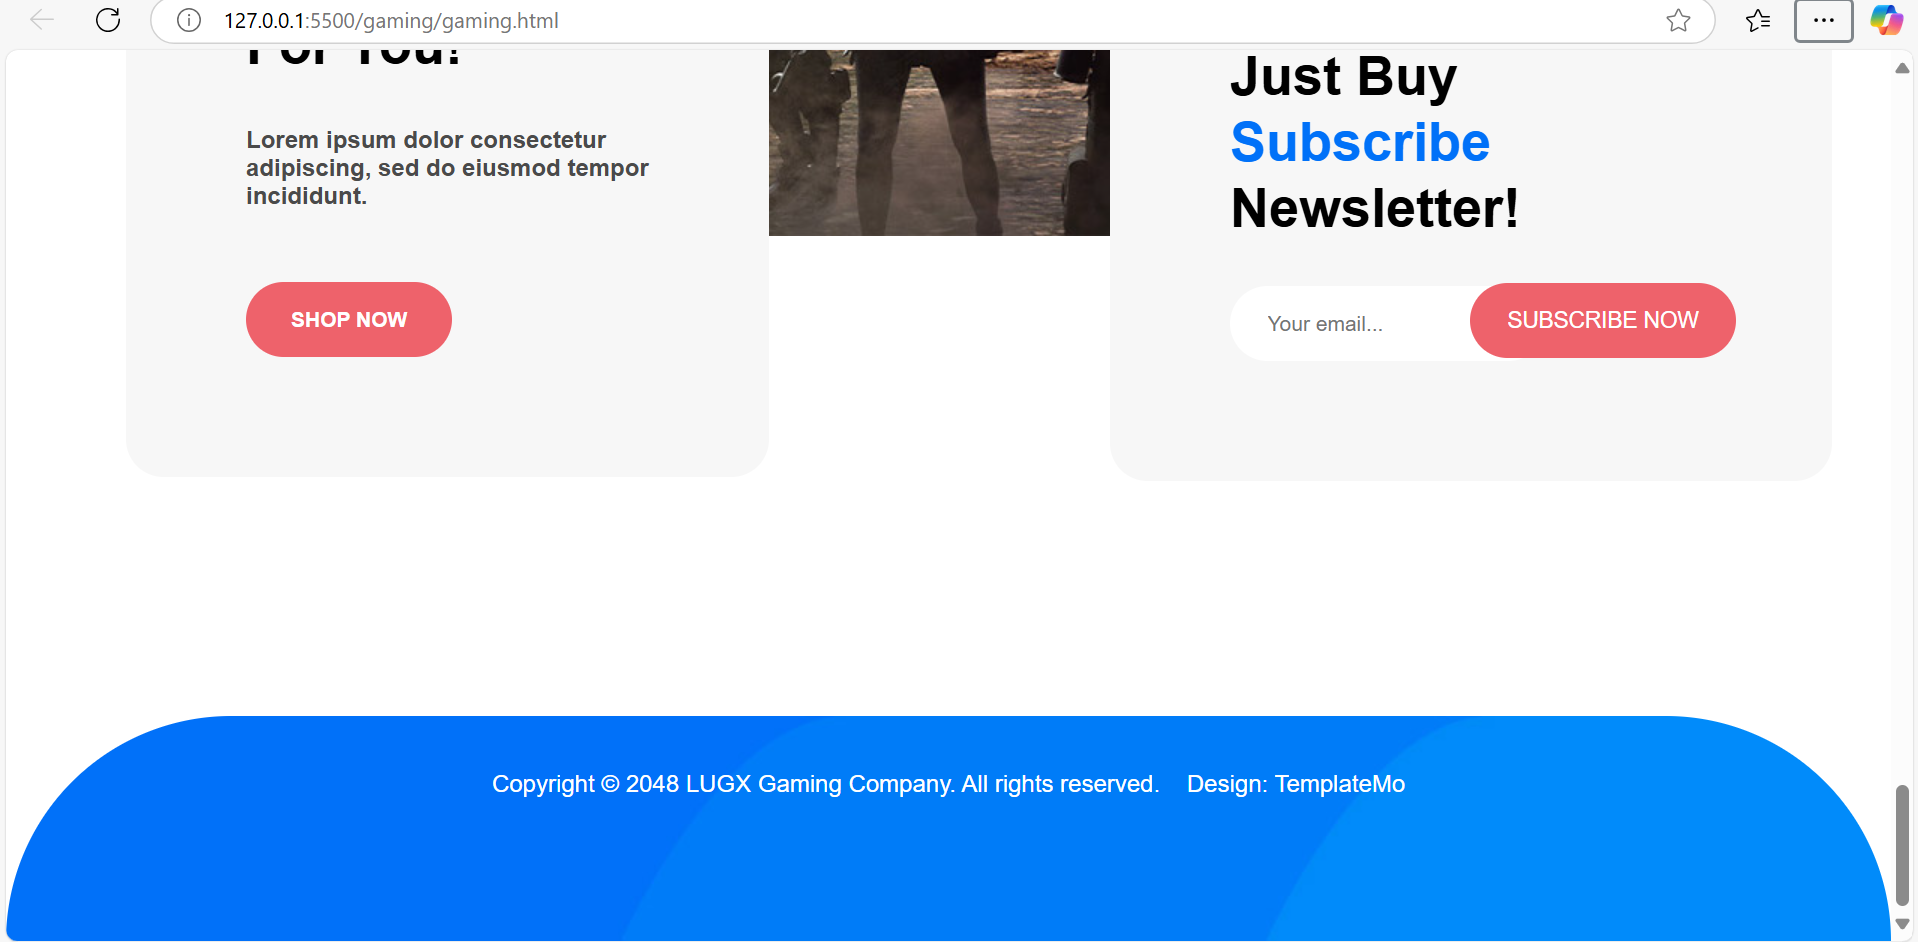 127.0.0.1:5500/gaming/gaming.html
For You!
Lorem ipsum dolor consectetur
adipiscing, sed do eiusmod tempor
incididunt.
SHOP NOW
Just Buy
Subscribe
Newsletter!
Your email...
SUBSCRIBE NOW
Copyright © 2048 LUGX Gaming Company. All rights reserved. Design: TemplateMo